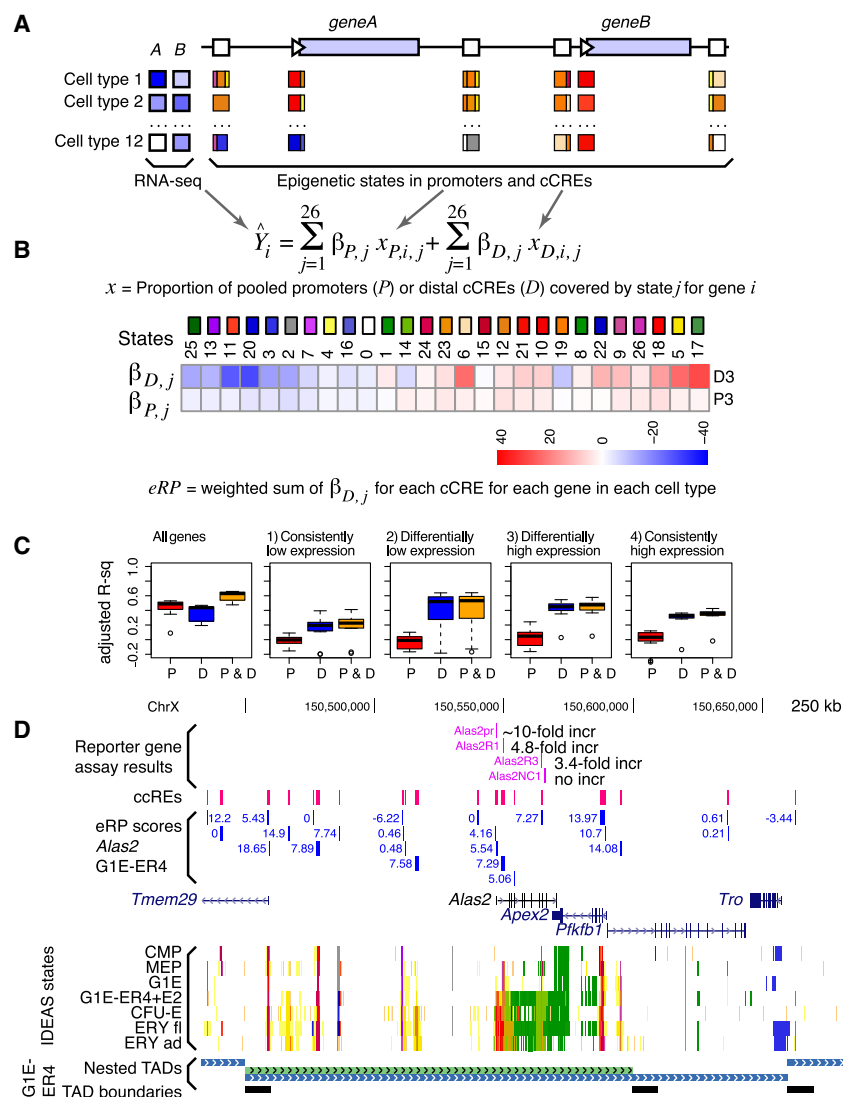 A
geneA
geneB
A B
Cell type 1
Cell type 2
... ... ... ... ... ... ... ...
Cell type 12
RNA-seq
Epigenetic states in promoters and cCREs
Ŷi = ∑ j=1 26 βP, j xP,i, j + ∑ j=1 26 βD, j xD,i, j
B
x = Proportion of pooled promoters (P) or distal cCREs (D) covered by state j for gene i
States
25 13 11 20 3 2 7 4 16 0 1 14 24 23 6 15 12 21 10 19 8 22 9 26 18 5 17
βD, j D3
βP, j P3
40 20 0 −20 −40
eRP = weighted sum of βD, j for each cCRE for each gene in each cell type
C
All genes
1) Consistently low expression
2) Differentially low expression
3) Differentially high expression
4) Consistently high expression
adjusted R-sq
1.0
0.6
0.2
-0.2
P D P & D P D P & D P D P & D P D P & D P D P & D
ChrX 150,500,000 150,550,000 150,600,000 150,650,000 250 kb
D
Reporter gene assay results
Alas2pr ~10-fold incr
Alas2R1 4.8-fold incr
Alas2R3 3.4-fold incr
Alas2NC1 no incr
ccREs
eRP scores
Alas2
G1E-ER4
12.2 5.43 0 -6.22 0 7.27 13.97 0.61 -3.44
0 14.9 7.74 0.46 4.16 10.7 0.21
18.65 7.89 0.48 5.54 14.08
7.58 7.29
5.06
Tmem29 Alas2 Tro
Apex2
Pfkfb1
IDEAS states
CMP
MEP
G1E
G1E-ER4+E2
CFU-E
ERY fl
ERY ad
G1E-ER4
Nested TADs
TAD boundaries